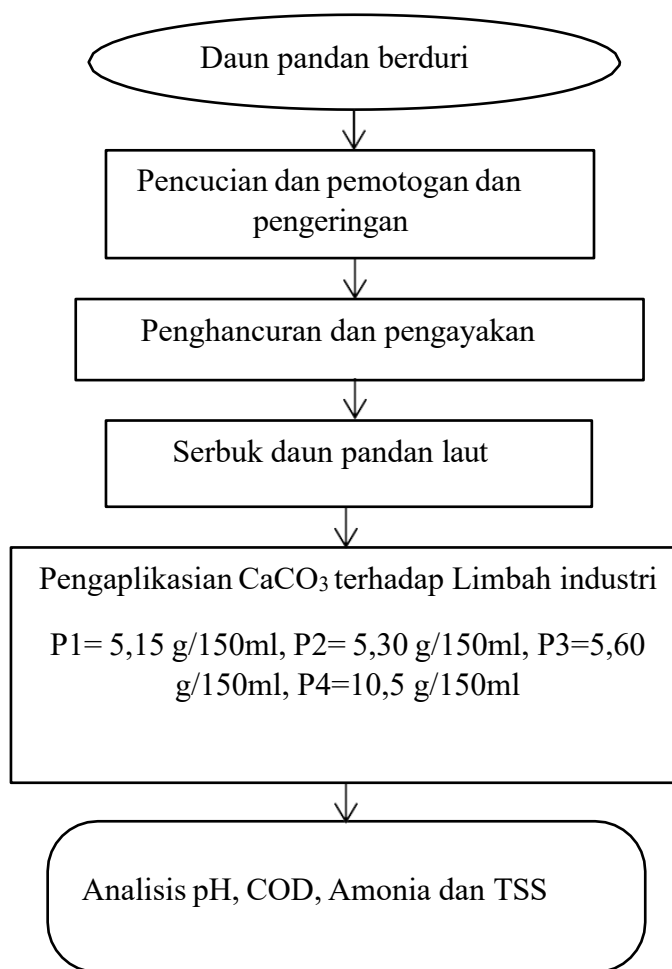 Daun pandan berduri
Pencucian dan pemotogan dan
pengeringan
Penghancuran dan pengayakan
Serbuk daun pandan laut
Pengaplikasian CaCO₃ terhadap Limbah industri
P1= 5,15 g/150ml, P2= 5,30 g/150ml, P3=5,60
g/150ml, P4=10,5 g/150ml
Analisis pH, COD, Amonia dan TSS